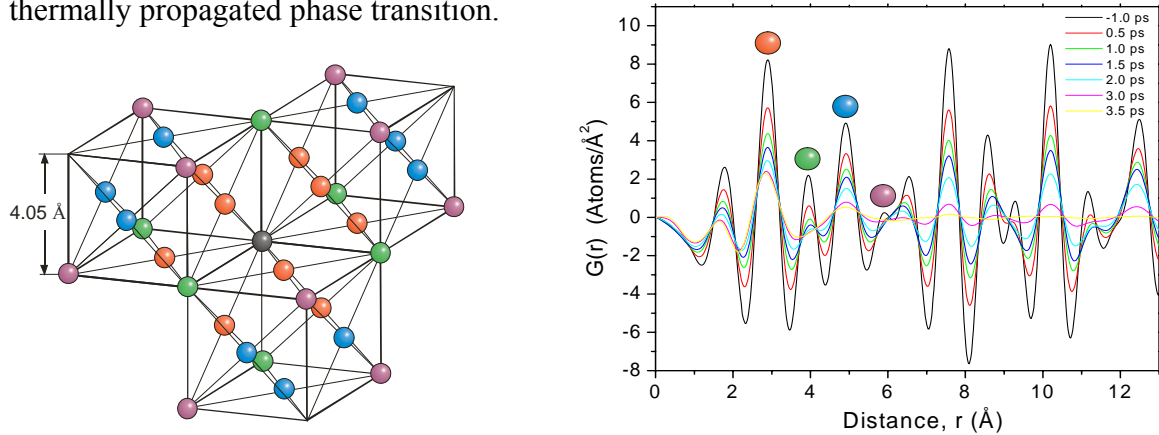 thermally propagated phase transition.
4.05 Å
10
8
6
4
2
0
-2
-4
-6
-8
G(r) (Atoms/Å²)
-1.0 ps
0.5 ps
1.0 ps
1.5 ps
2.0 ps
3.0 ps
3.5 ps
0 2 4 6 8 10 12
Distance, r (Å)